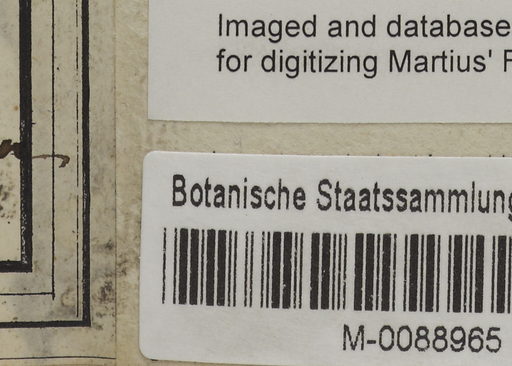 Imaged and database
for digitizing Martius'
Botanische Staatssammlung
M-0088965